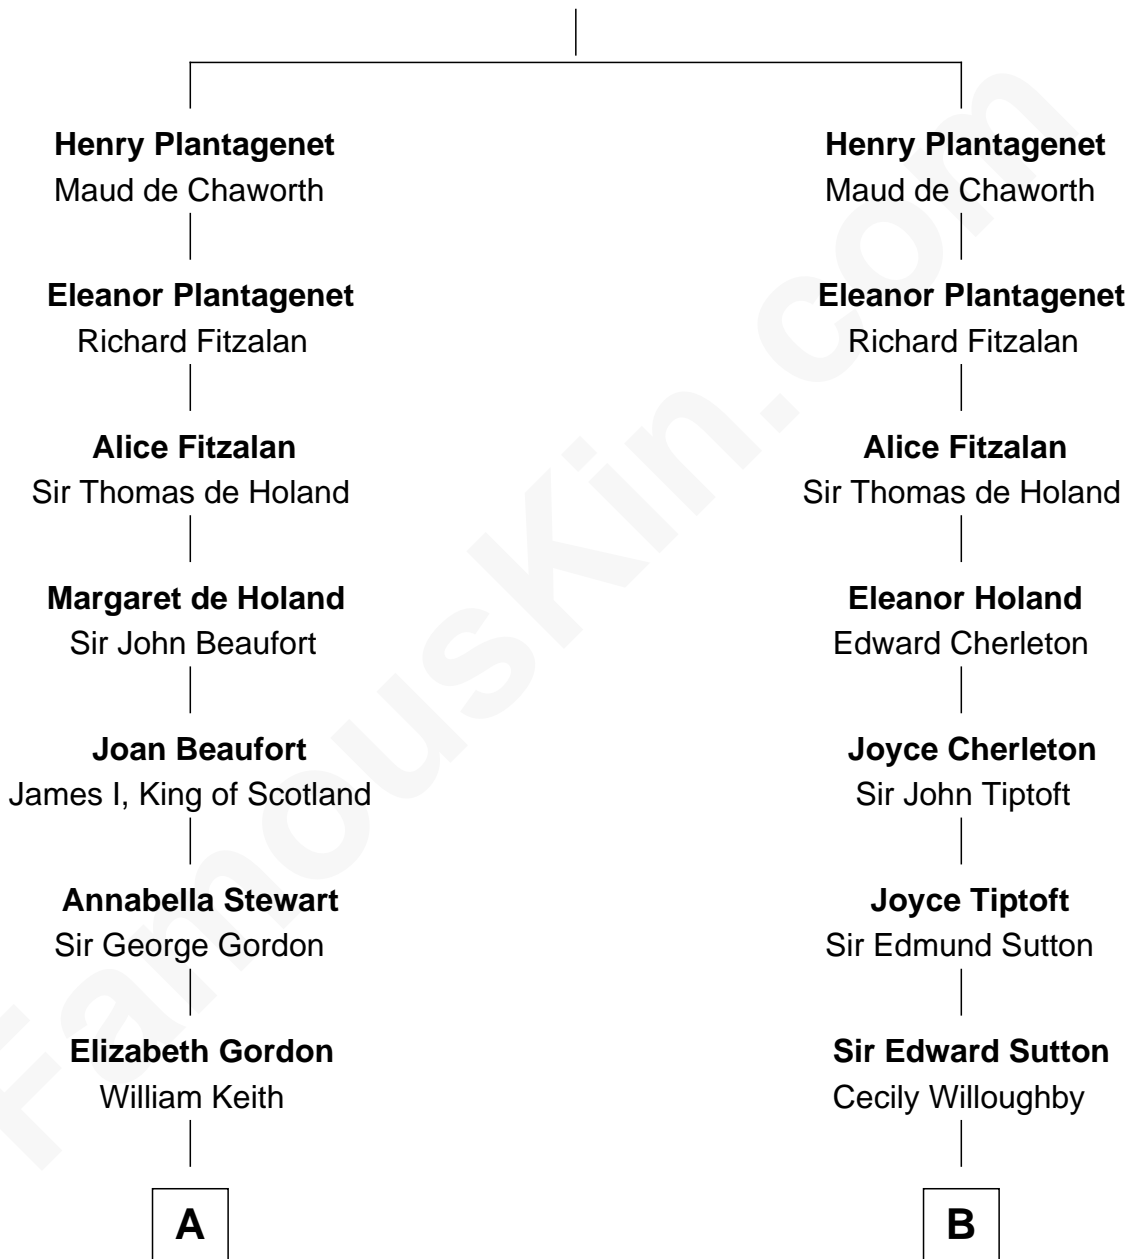 Henry Plantagenet
Maud de Chaworth
Eleanor Plantagenet
Richard Fitzalan
Alice Fitzalan
Sir Thomas de Holand
Margaret de Holand
Sir John Beaufort
Joan Beaufort
James I, King of Scotland
Annabella Stewart
Sir George Gordon
Elizabeth Gordon
William Keith
A
Henry Plantagenet
Maud de Chaworth
Eleanor Plantagenet
Richard Fitzalan
Alice Fitzalan
Sir Thomas de Holand
Eleanor Holand
Edward Cherleton
Joyce Cherleton
Sir John Tiptoft
Joyce Tiptoft
Sir Edmund Sutton
Sir Edward Sutton
Cecily Willoughby
B
FamousKin.com